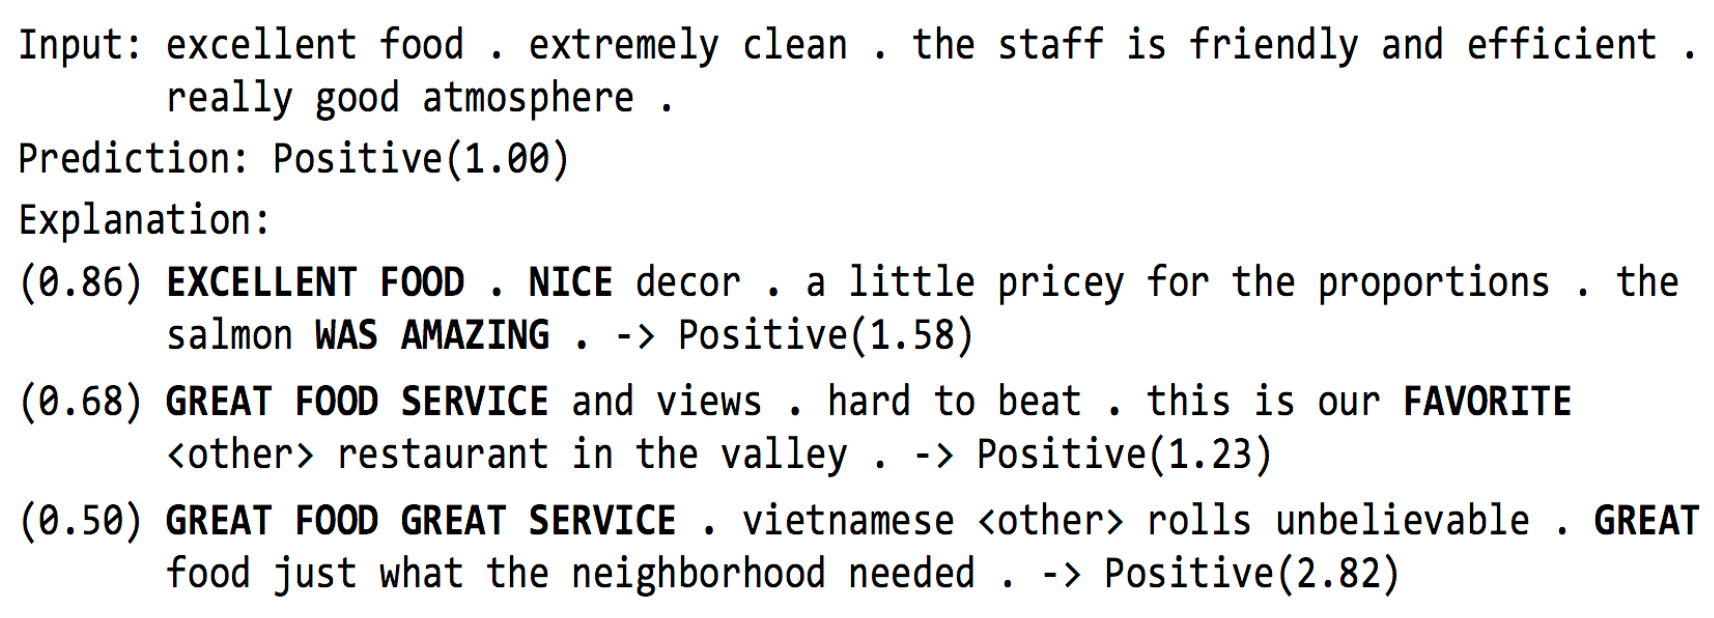 Input: excellent food . extremely clean . the staff is friendly and efficient .
really good atmosphere .
Prediction: Positive(1.00)
Explanation:
(0.86) EXCELLENT FOOD . NICE decor . a little pricey for the proportions . the
salmon WAS AMAZING . -> Positive(1.58)
(0.68) GREAT FOOD SERVICE and views . hard to beat . this is our FAVORITE
<other> restaurant in the valley . -> Positive(1.23)
(0.50) GREAT FOOD GREAT SERVICE . vietnamese <other> rolls unbelievable . GREAT
food just what the neighborhood needed . -> Positive(2.82)